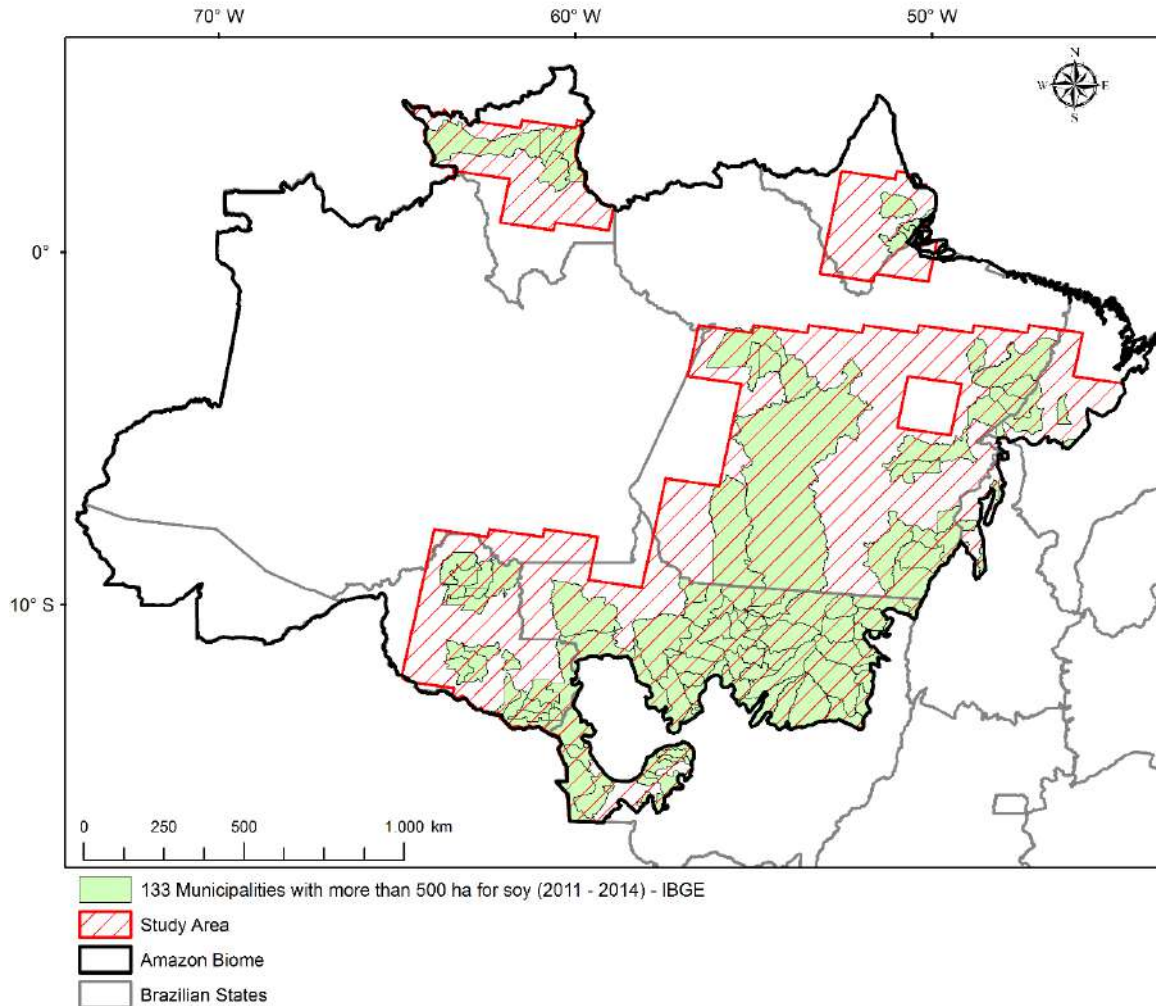 70° W 60° W 50° W
N
W E
S
0°
10° S
0 250 500 1.000 km
133 Municipalities with more than 500 ha for soy (2011 - 2014) - IBGE
Study Area
Amazon Biome
Brazilian States